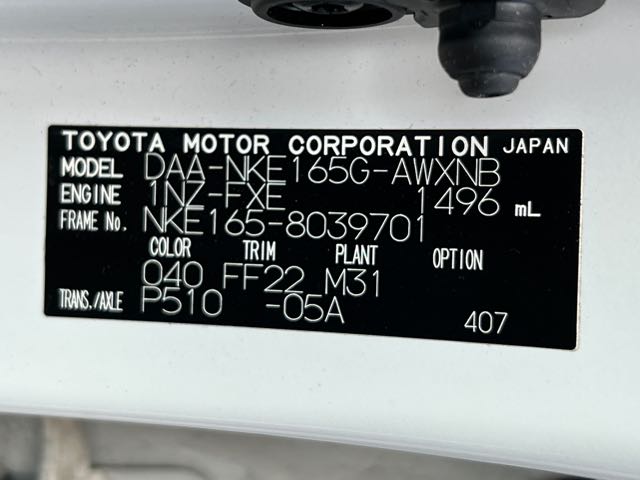 TOYOTA MOTOR CORPORATION JAPAN
MODEL DAA-NKE165G-AWXNB
ENGINE 1NZ-FXE 1496 mL
FRAME No. NKE165-8039701
COLOR TRIM PLANT OPTION
040 FF22 M31
TRANS./AXLE P510 -05A 407